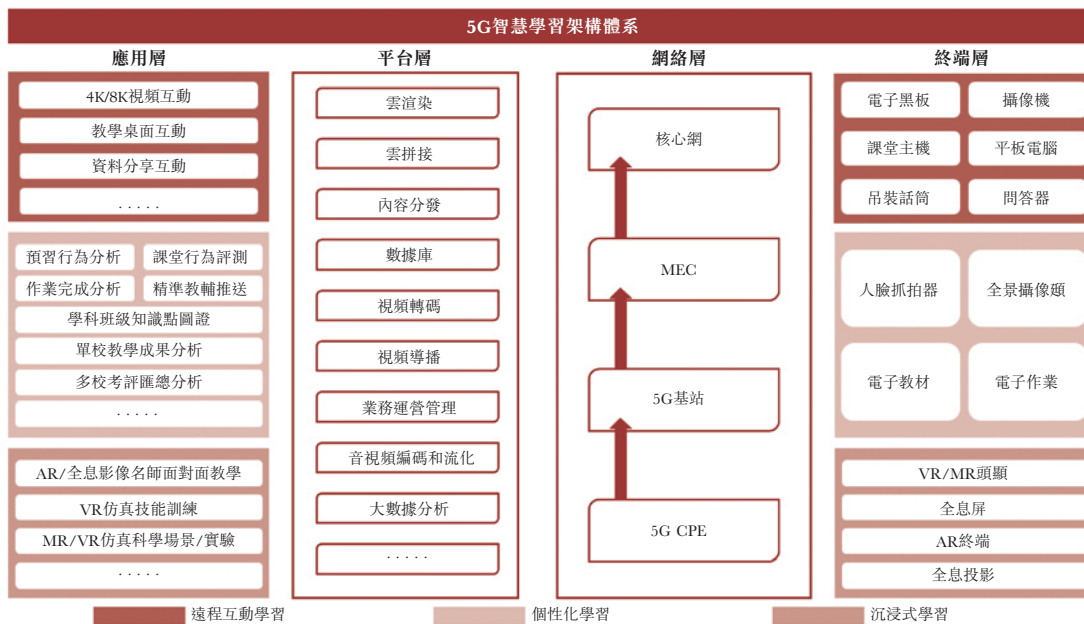 5G智慧學習架構體系
應用層
4K/8K視頻互動
教學桌面互動
資料分享互動
.....
預習行為分析
課堂行為評測
作業完成分析
精準教輔推送
學科班級知識點圖證
單校教學成果分析
多校考評匯總分析
.....
AR/全息影像名師面對面教學
VR仿真技能訓練
MR/VR仿真科學場景/實驗
.....
平台層
雲渲染
雲拼接
內容分發
數據庫
視頻轉碼
視頻導播
業務運營管理
音視頻編碼和流化
大數據分析
.....
網絡層
核心網
MEC
5G基站
5G CPE
終端層
電子黑板
攝像機
課堂主機
平板電腦
吊裝話筒
問答器
人臉抓拍器
全景攝像頭
電子教材
電子作業
VR/MR頭顯
全息屏
AR終端
全息投影
遠程互動學習
個性化學習
沉浸式學習